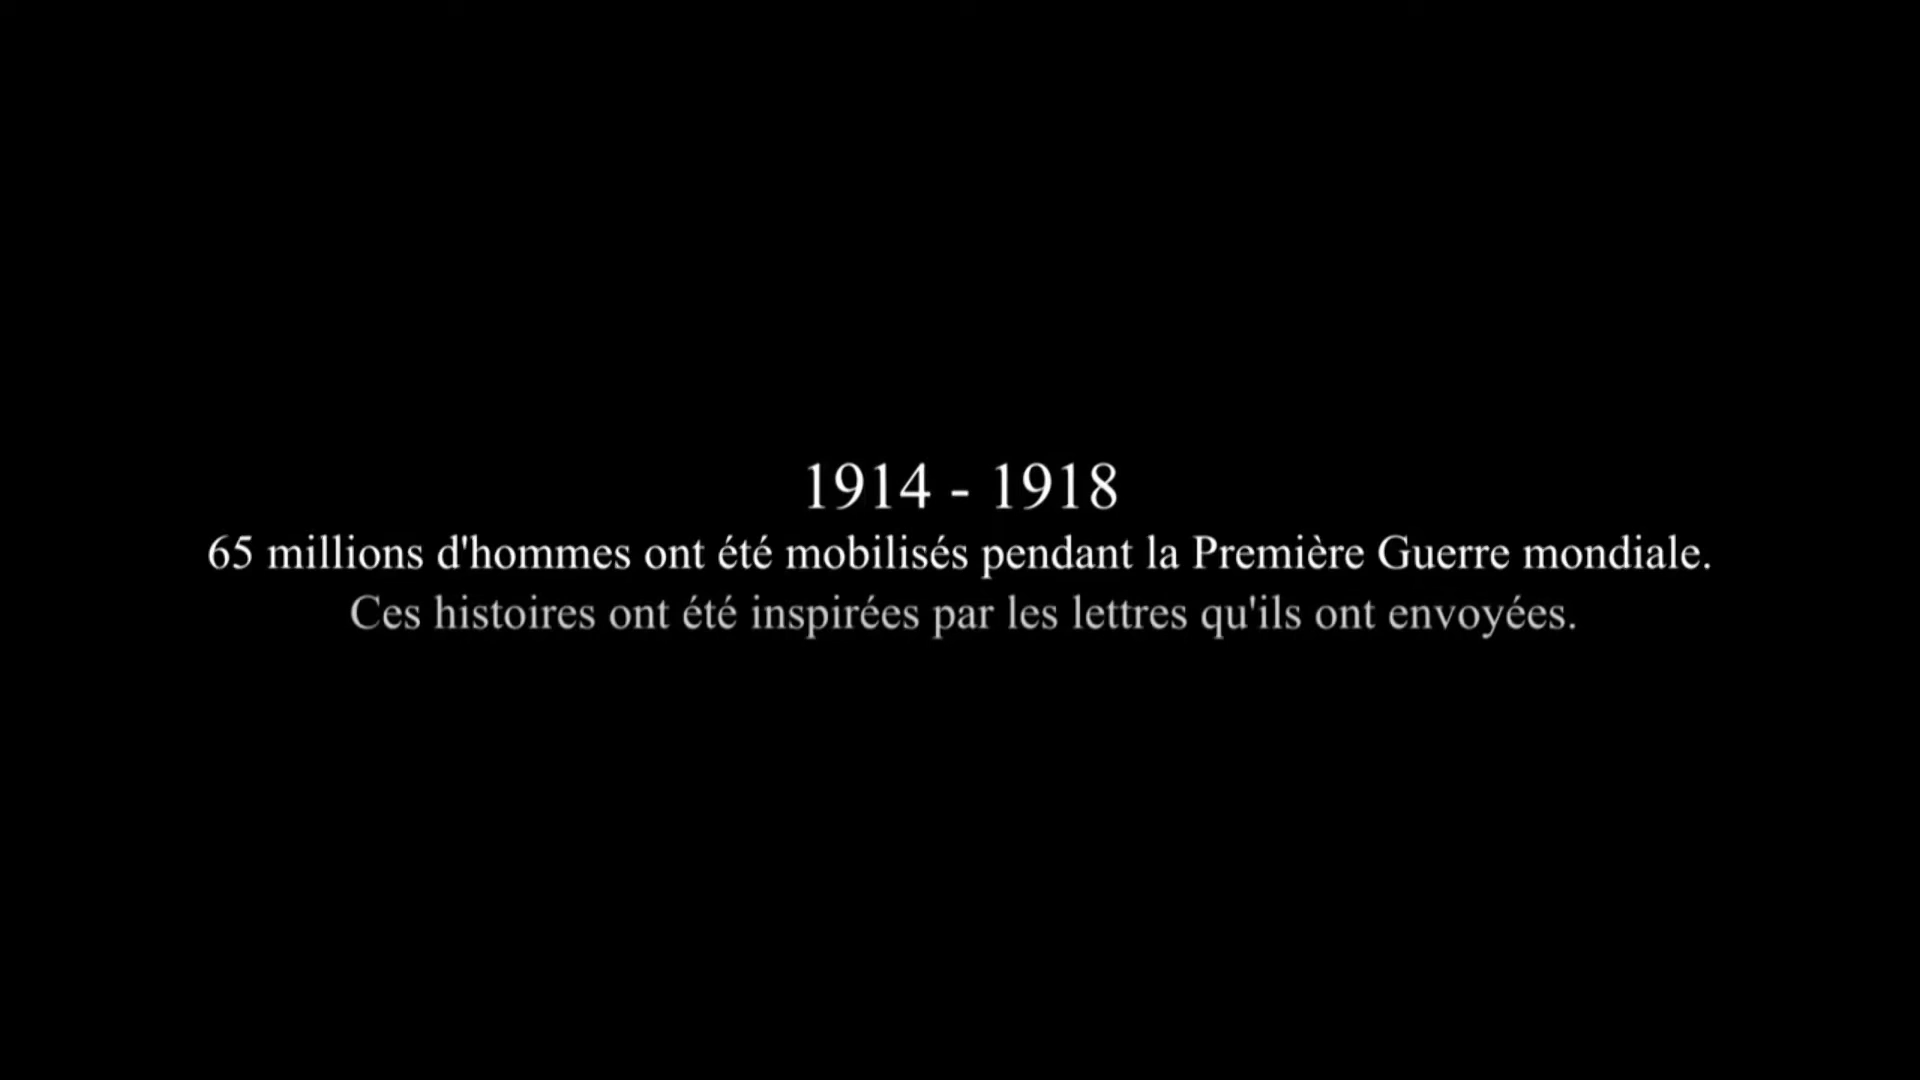 1914 - 1918
65 millions d'hommes ont été mobilisés pendant la Première Guerre mondiale.
Ces histoires ont été inspirées par les lettres qu'ils ont envoyées.